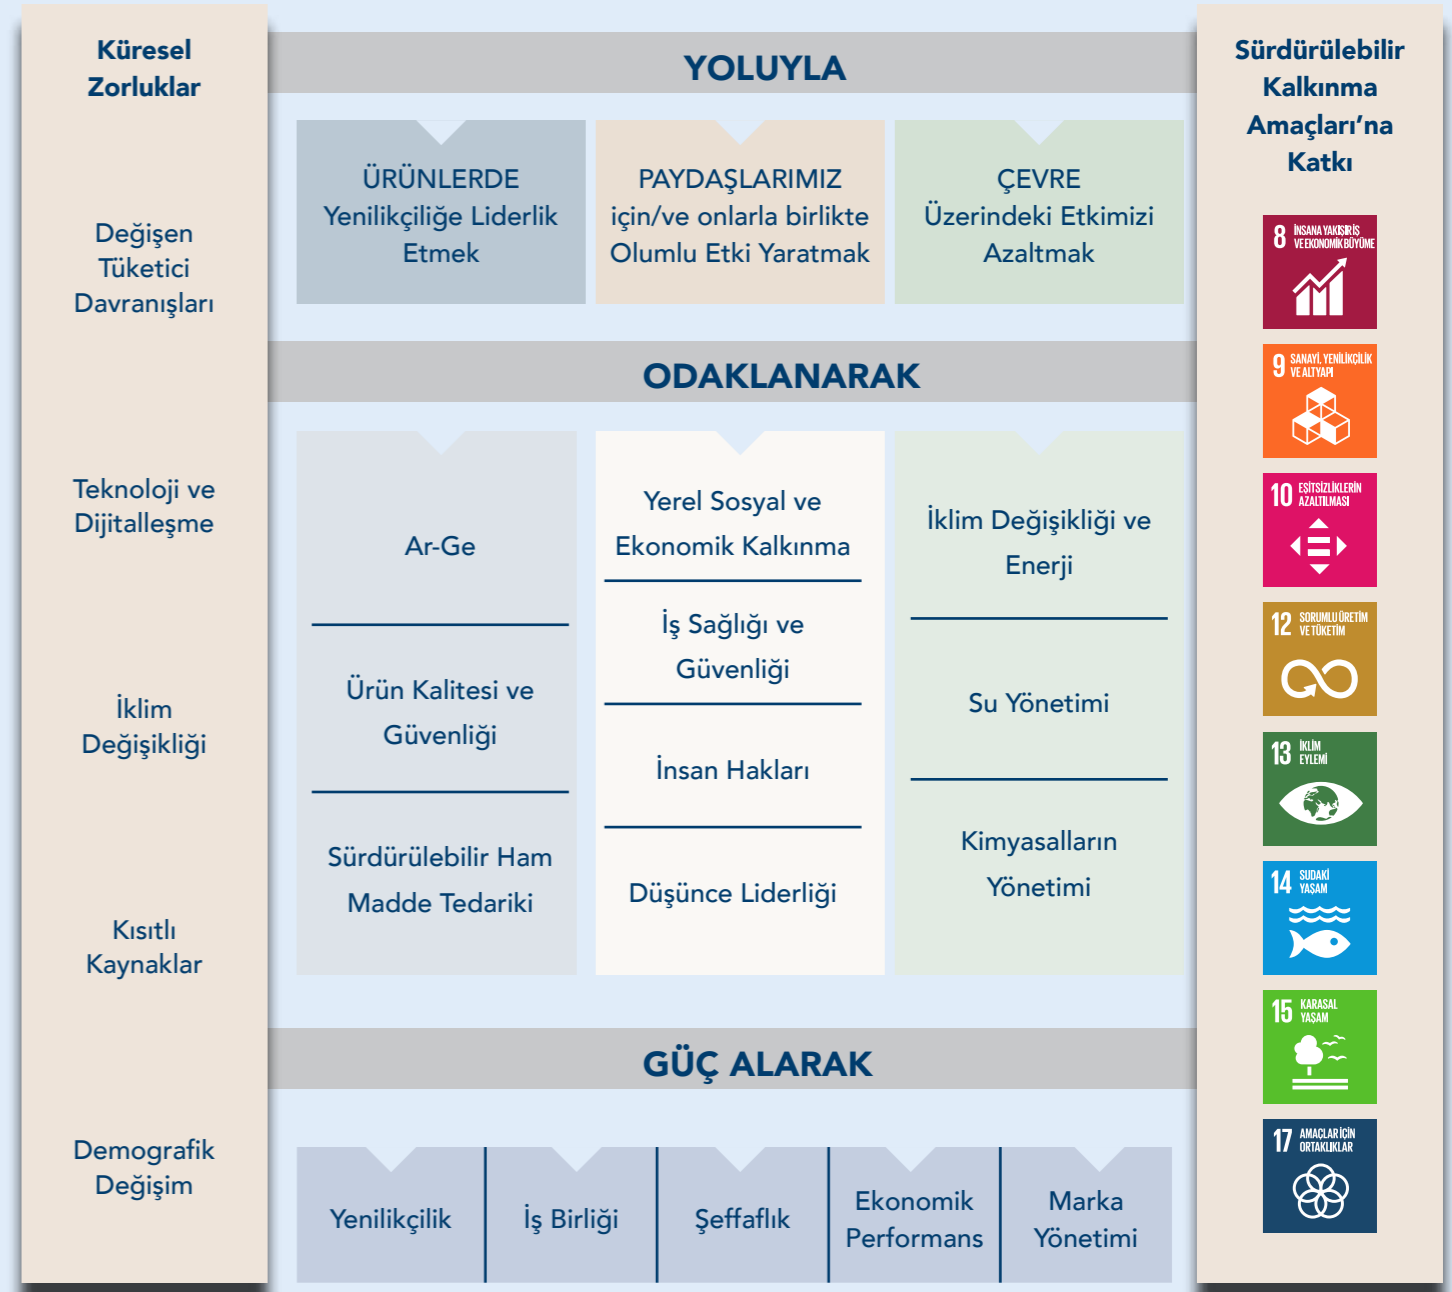 Küresel
Zorluklar
Değişen
Tüketici
Davranışları
Teknoloji ve
Dijitalleşme
İklim
Değişikliği
Kısıtlı
Kaynaklar
Demografik
Değişim
YOLUYLA
ÜRÜNLERDE
Yenilikçiliğe Liderlik
Etmek
PAYDAŞLARIMIZ
için/ve onlarla birlikte
Olumlu Etki Yaratmak
ÇEVRE
Üzerindeki Etkimizi
Azaltmak
ODAKLANARAK
Ar-Ge
Ürün Kalitesi ve
Güvenliği
Sürdürülebilir Ham
Madde Tedariki
Yerel Sosyal ve
Ekonomik Kalkınma
İş Sağlığı ve
Güvenliği
İnsan Hakları
Düşünce Liderliği
İklim Değişikliği ve
Enerji
Su Yönetimi
Kimyasalların
Yönetimi
GÜÇ ALARAK
Yenilikçilik
İş Birliği
Şeffaflık
Ekonomik
Performans
Marka
Yönetimi
Sürdürülebilir
Kalkınma
Amaçları'na
Katkı
8 İNSANA YAKIŞIR İŞ
VE EKONOMİK BÜYÜME
9 SANAYİ, YENİLİKÇİLİK
VE ALTYAPI
10 EŞİTSİZLİKLERİN
AZALTILMASI
12 SORUMLU ÜRETİM
VE TÜKETİM
13 İKLİM
EYLEMİ
14 SUDAKİ
YAŞAM
15 KARASAL
YAŞAM
17 AMAÇLAR İÇİN
ORTAKLIKLAR